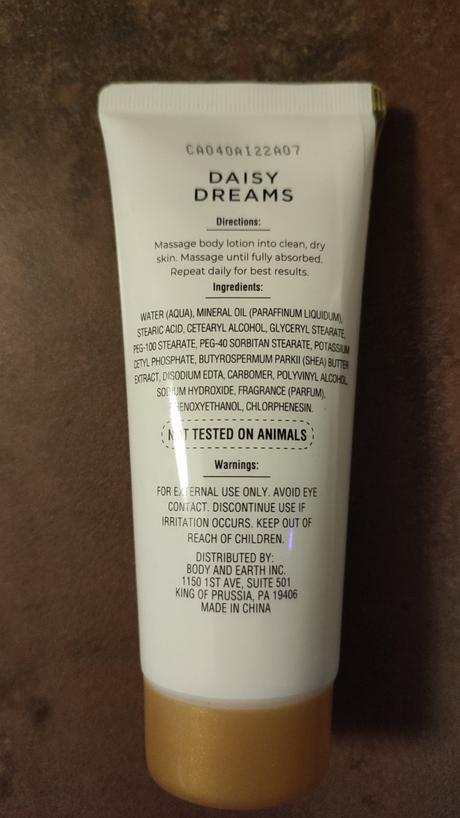 CA040A122A07
DAISY
DREAMS
Directions:
Massage body lotion into clean, dry
skin. Massage until fully absorbed.
Repeat daily for best results.
Ingredients:
WATER (AQUA), MINERAL OIL (PARAFFINUM LIQUIDUM),
STEARIC ACID, CETEARYL ALCOHOL, GLYCERYL STEARATE,
PEG-100 STEARATE, PEG-40 SORBITAN STEARATE, POTASSIUM
CETYL PHOSPHATE, BUTYROSPERMUM PARKII (SHEA) BUTTER
EXTRACT, DISODIUM EDTA, CARBOMER, POLYVINYL ALCOHOL,
SODIUM HYDROXIDE, FRAGRANCE (PARFUM),
PHENOXYETHANOL, CHLORPHENESIN.
NOT TESTED ON ANIMALS
Warnings:
FOR EXTERNAL USE ONLY. AVOID EYE
CONTACT. DISCONTINUE USE IF
IRRITATION OCCURS. KEEP OUT OF
REACH OF CHILDREN.
DISTRIBUTED BY:
BODY AND EARTH INC.
1150 1ST AVE, SUITE 501
KING OF PRUSSIA, PA 19406
MADE IN CHINA